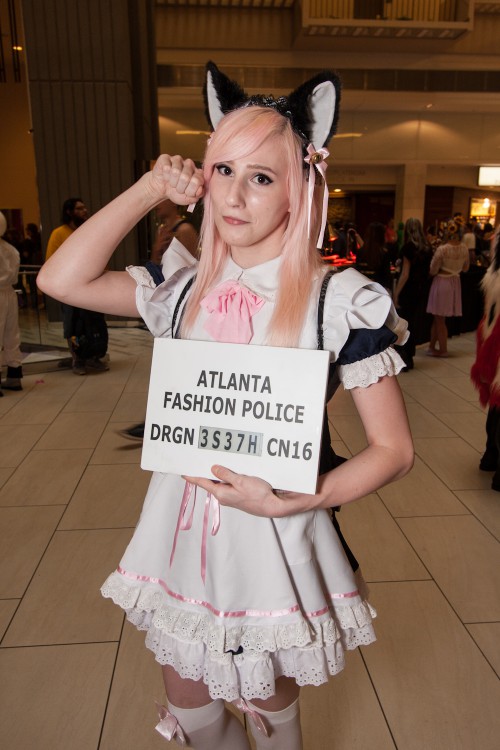 ATLANTA
FASHION POLICE
DRGN 3S37H CN16